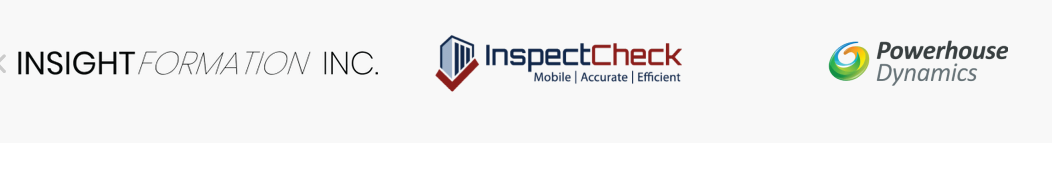 INSIGHTFORMATION INC.
InspectCheck
Mobile | Accurate | Efficient
Powerhouse
Dynamics